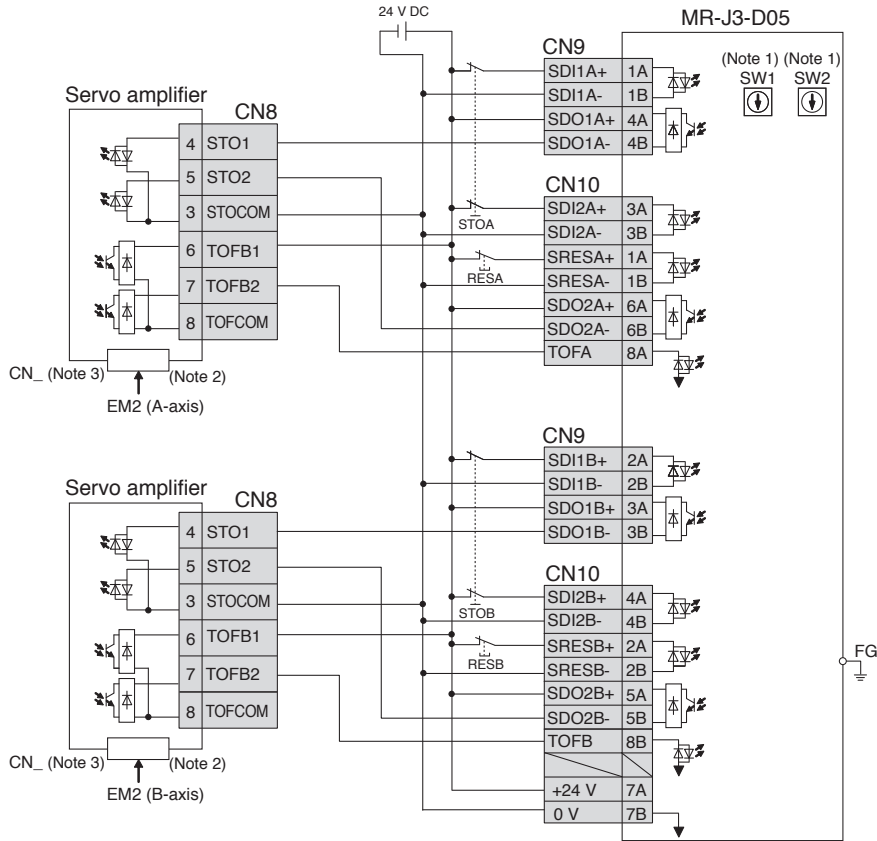 24 V DC
MR-J3-D05
(Note 1) (Note 1)
SW1 SW2
CN9
SDI1A+ 1A
SDI1A- 1B
SDO1A+ 4A
SDO1A- 4B
Servo amplifier
CN8
4 STO1
5 STO2
3 STOCOM
6 TOFB1
7 TOFB2
8 TOFCOM
CN_ (Note 3) (Note 2)
EM2 (A-axis)
CN10
SDI2A+ 3A
STOA
SDI2A- 3B
SRESA+ 1A
RESA
SRESA- 1B
SDO2A+ 6A
SDO2A- 6B
TOFA 8A
CN9
SDI1B+ 2A
SDI1B- 2B
SDO1B+ 3A
SDO1B- 3B
Servo amplifier
CN8
4 STO1
5 STO2
3 STOCOM
6 TOFB1
7 TOFB2
8 TOFCOM
CN_ (Note 3) (Note 2)
EM2 (B-axis)
CN10
SDI2B+ 4A
STOB
SDI2B- 4B
SRESB+ 2A
RESB
SRESB- 2B
SDO2B+ 5A
SDO2B- 5B
TOFB 8B
+24 V 7A
0 V 7B
FG